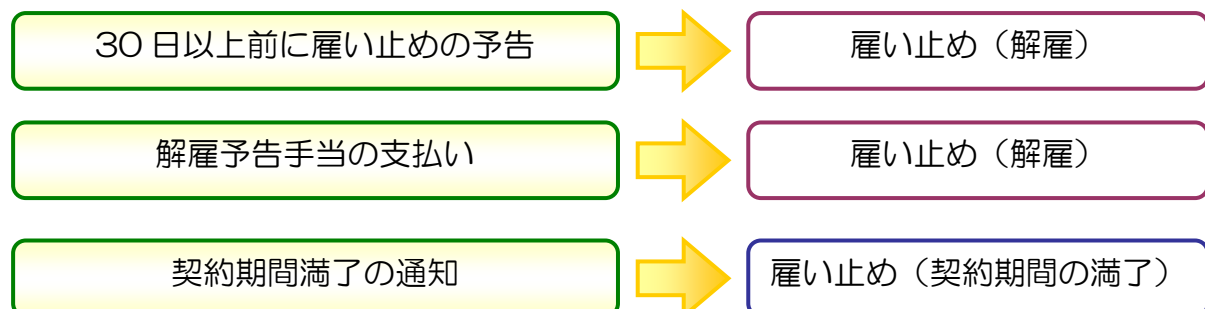 30日以上前に雇い止めの予告
雇い止め（解雇）
解雇予告手当の支払い
雇い止め（解雇）
契約期間満了の通知
雇い止め（契約期間の満了）